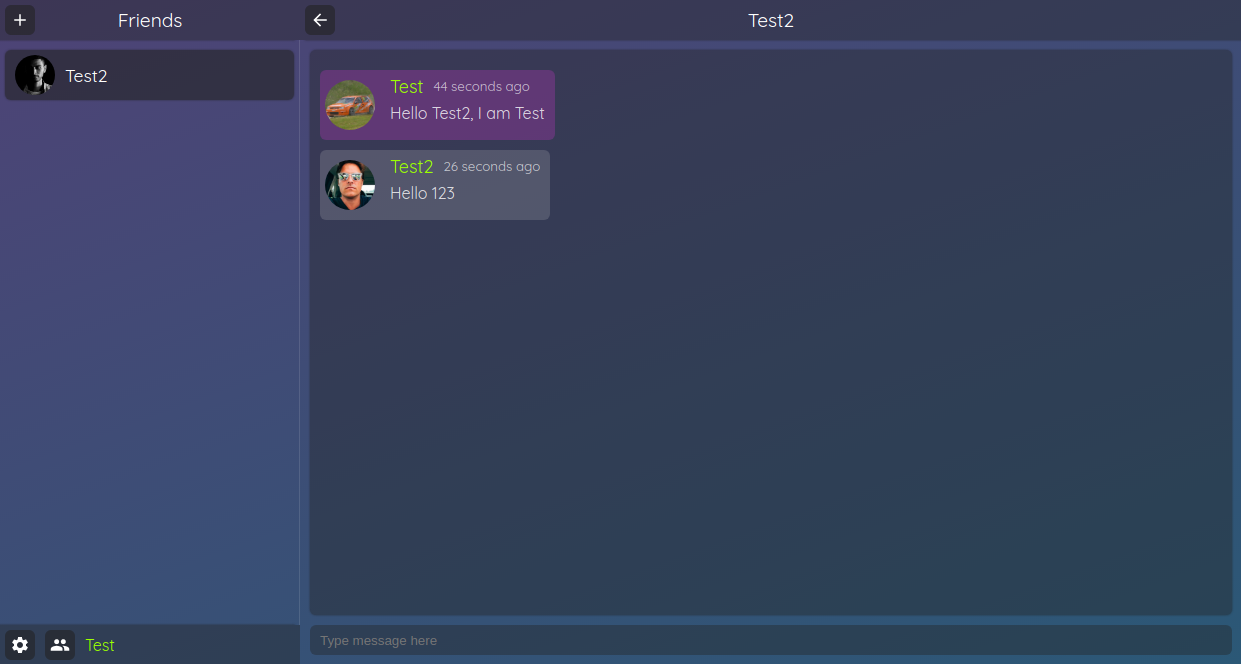 Friends
Test2
Test2
Test 44 seconds ago
Hello Test2, I am Test
Test2 26 seconds ago
Hello 123
Test
Type message here